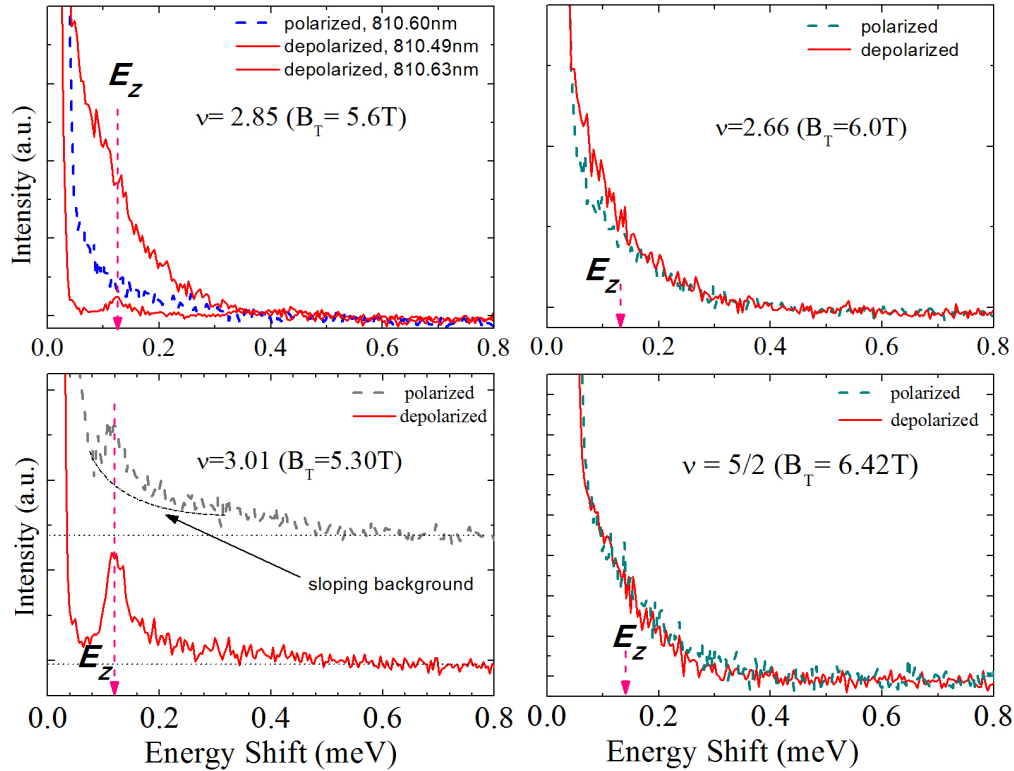 polarized, 810.60nm
depolarized, 810.49nm
depolarized, 810.63nm
E_Z
ν= 2.85 (B_T= 5.6T)
Intensity (a.u.)
0.0 0.2 0.4 0.6 0.8
polarized
depolarized
ν=2.66 (B_T=6.0T)
E_Z
0.0 0.2 0.4 0.6 0.8
polarized
depolarized
ν=3.01 (B_T=5.30T)
sloping background
E_Z
Intensity (a.u.)
0.0 0.2 0.4 0.6 0.8
Energy Shift (meV)
polarized
depolarized
ν = 5/2 (B_T= 6.42T)
E_Z
0.0 0.2 0.4 0.6 0.8
Energy Shift (meV)